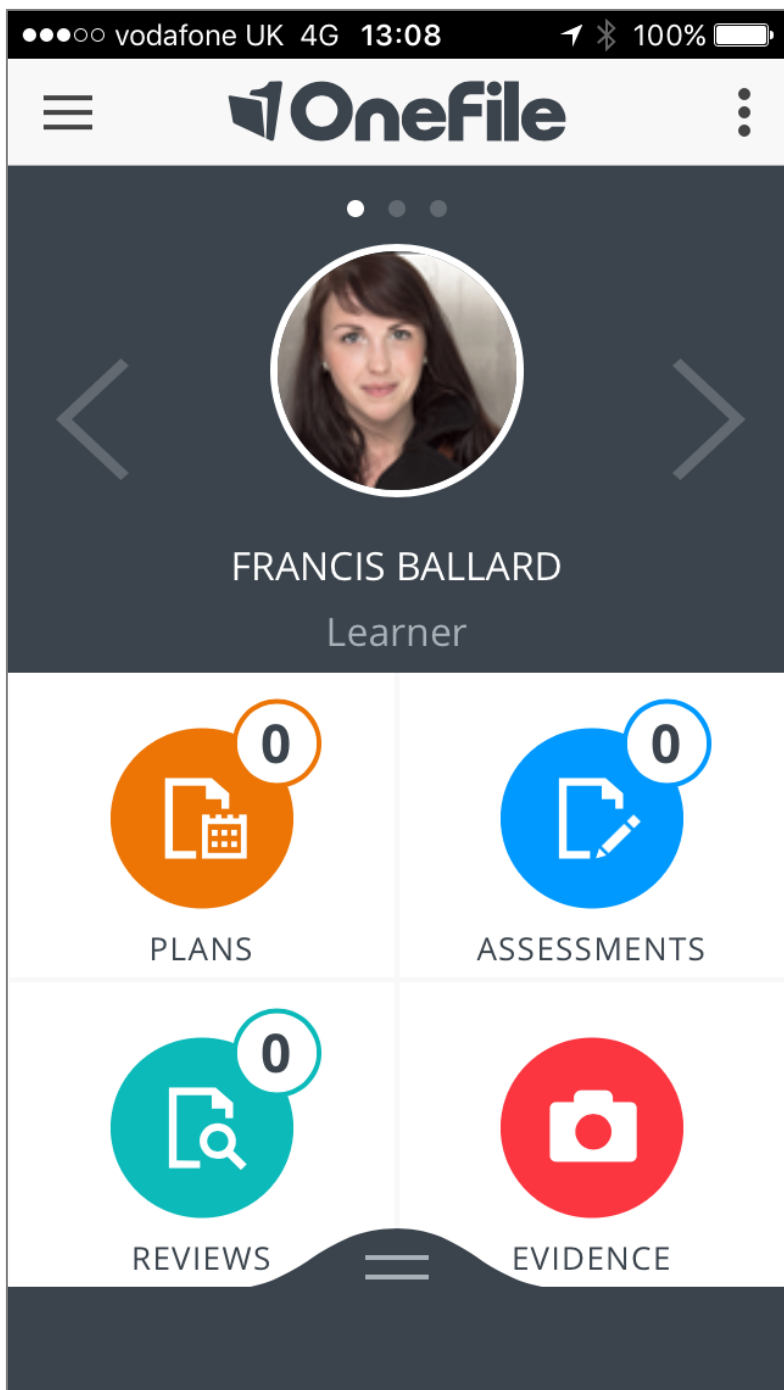 vodafone UK 4G 13:08 100%
OneFile
FRANCIS BALLARD
Learner
0 0
PLANS ASSESSMENTS
0
REVIEWS EVIDENCE